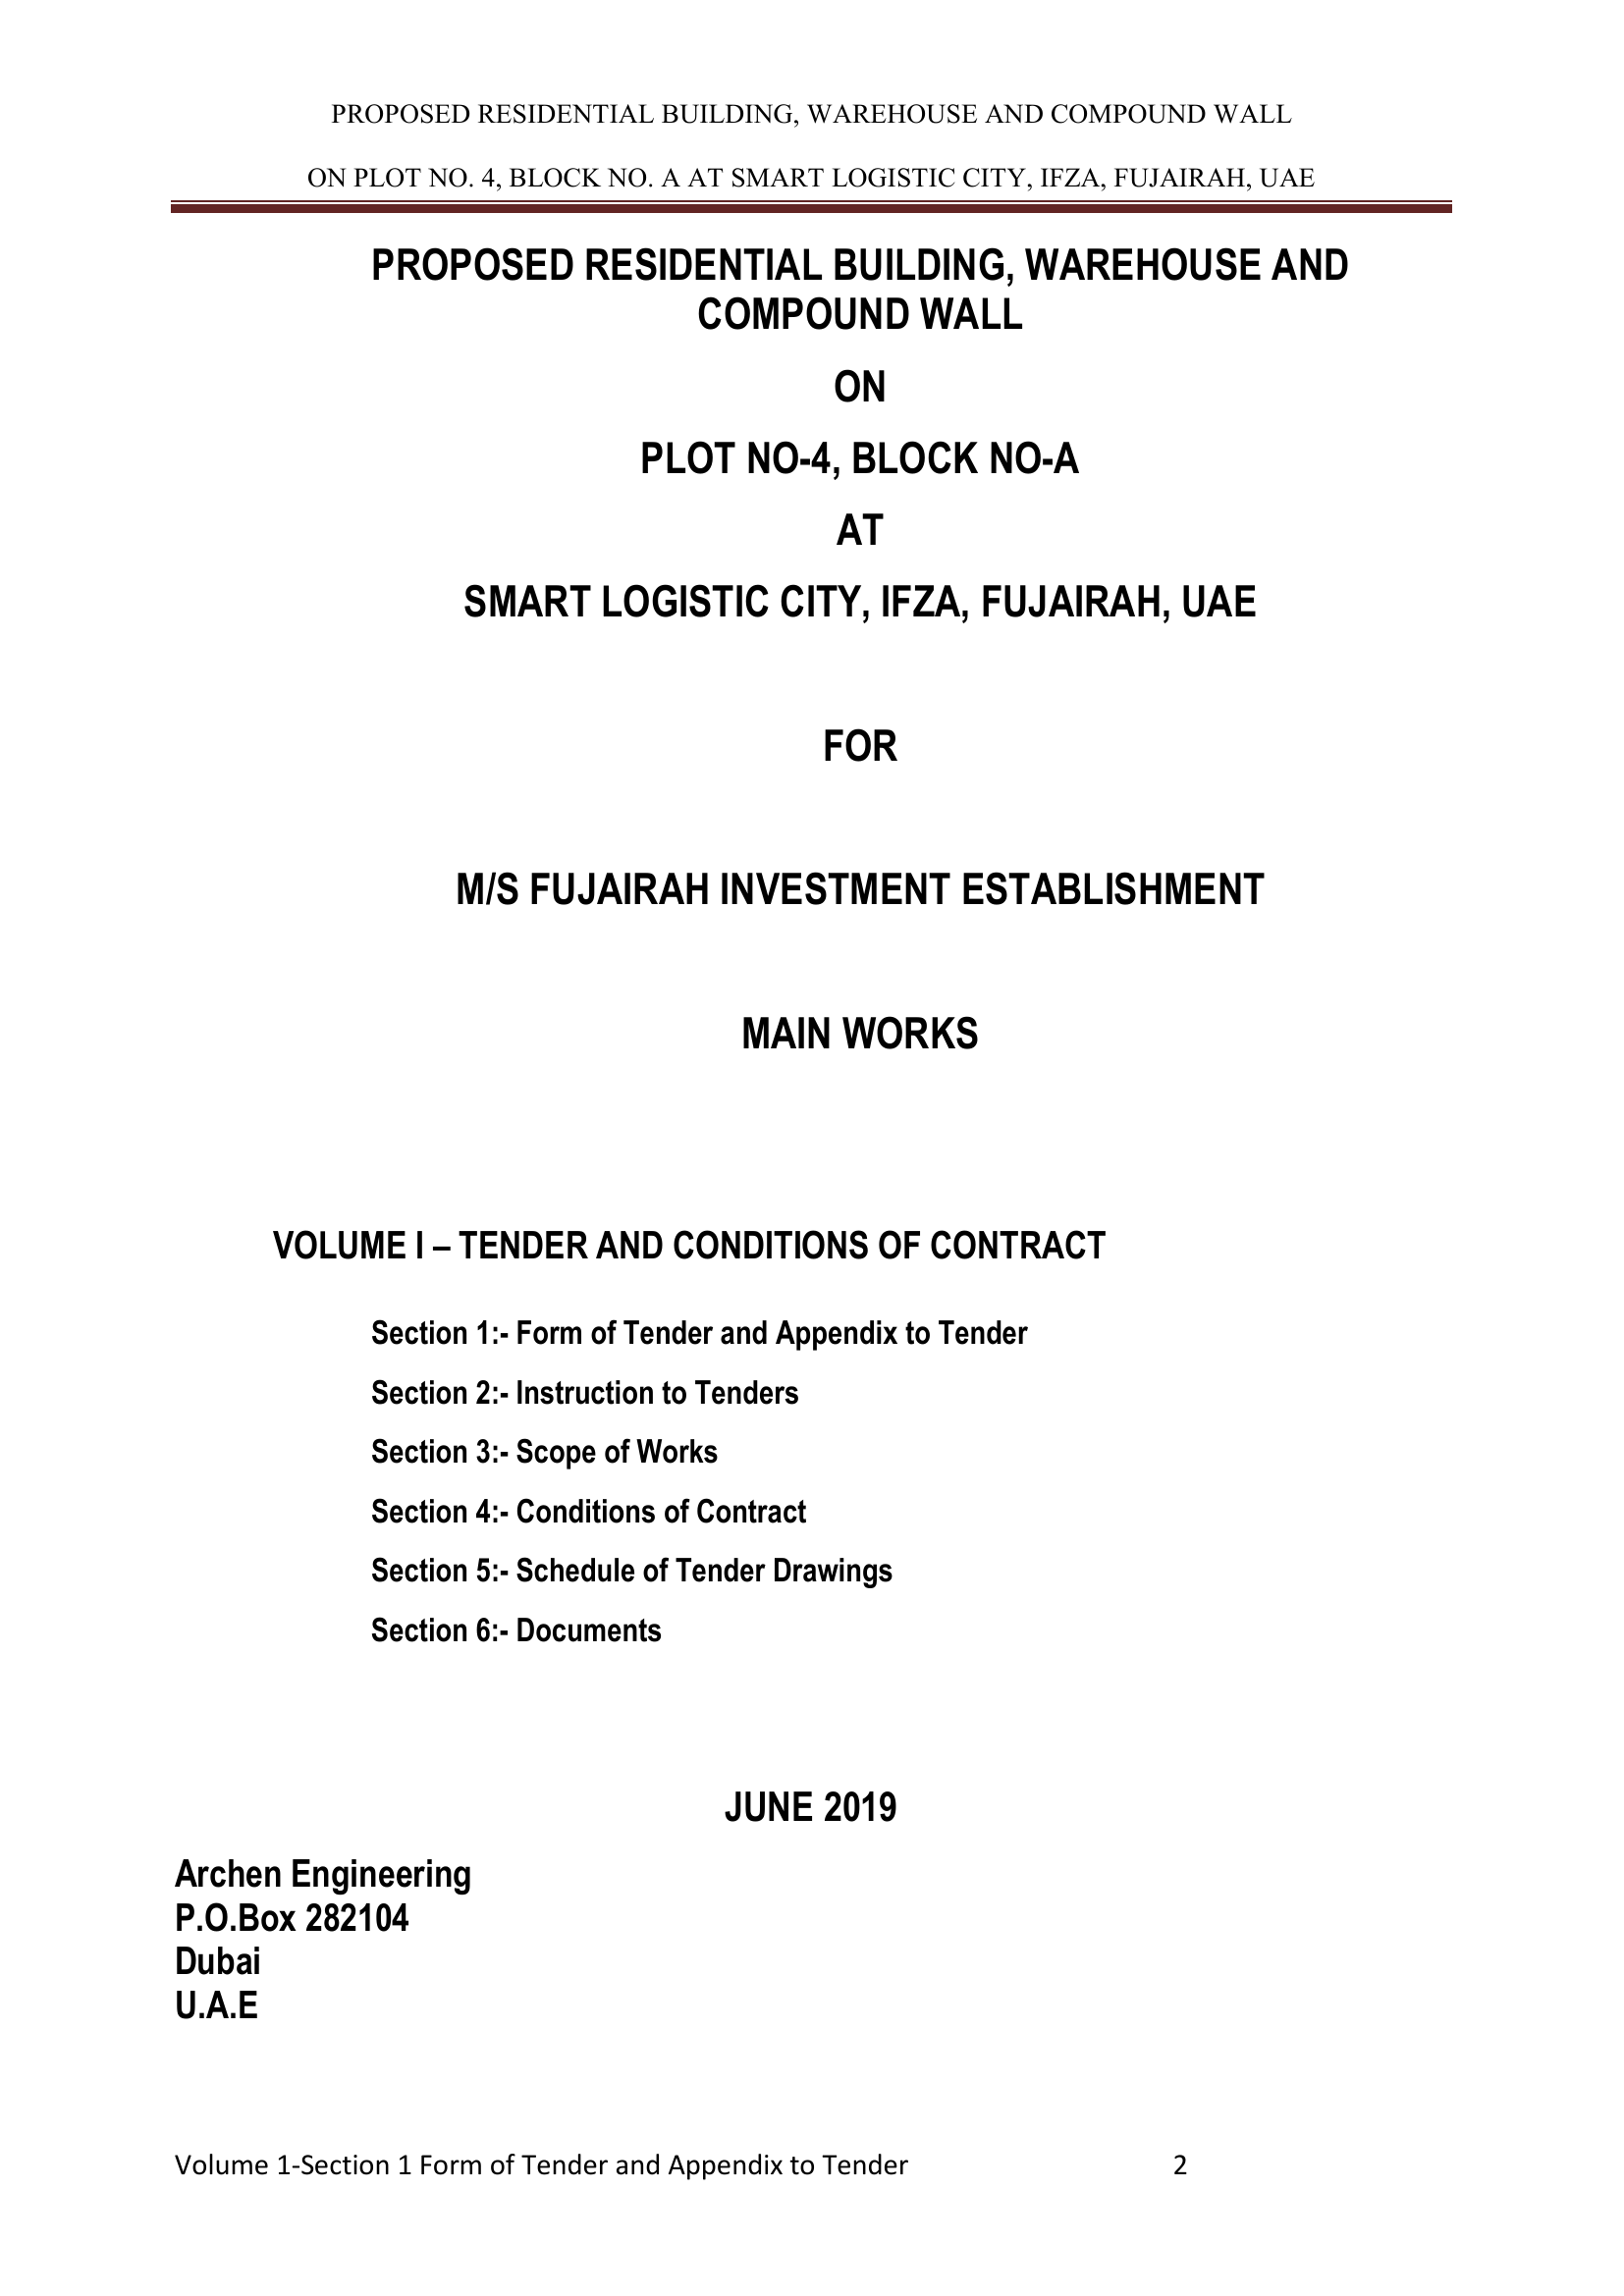 PROPOSED RESIDENTIAL BUILDING, WAREHOUSE AND COMPOUND WALL
ON PLOT NO. 4, BLOCK NO. A AT SMART LOGISTIC CITY, IFZA, FUJAIRAH, UAE
PROPOSED RESIDENTIAL BUILDING, WAREHOUSE AND
COMPOUND WALL
ON
PLOT NO-4, BLOCK NO-A
AT
SMART LOGISTIC CITY, IFZA, FUJAIRAH, UAE
FOR
M/S FUJAIRAH INVESTMENT ESTABLISHMENT
MAIN WORKS
VOLUME I – TENDER AND CONDITIONS OF CONTRACT
Section 1:- Form of Tender and Appendix to Tender
Section 2:- Instruction to Tenders
Section 3:- Scope of Works
Section 4:- Conditions of Contract
Section 5:- Schedule of Tender Drawings
Section 6:- Documents
JUNE 2019
Archen Engineering
P.O.Box 282104
Dubai
U.A.E
Volume 1-Section 1 Form of Tender and Appendix to Tender 2